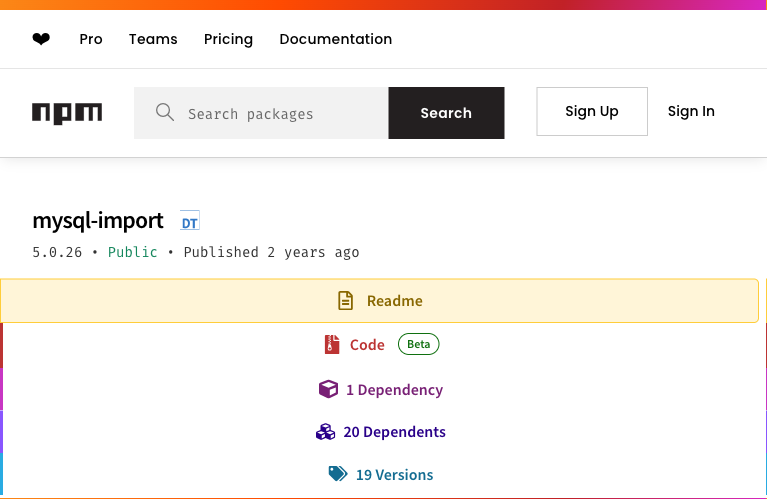 ❤ Pro Teams Pricing Documentation
npm Search packages Search Sign Up Sign In
mysql-import DT
5.0.26 • Public • Published 2 years ago
Readme
Code Beta
1 Dependency
20 Dependents
19 Versions